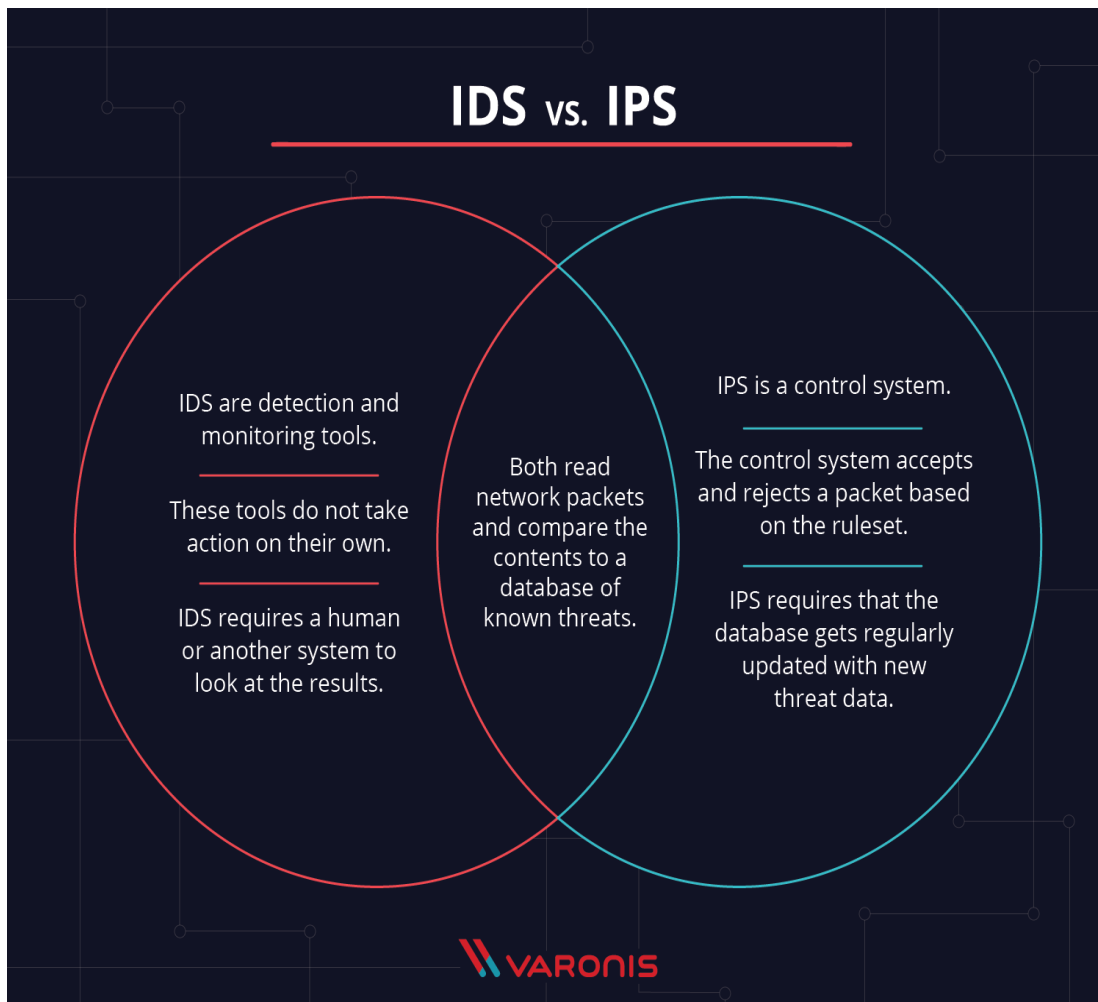 IDS vs. IPS
IDS are detection and
monitoring tools.
These tools do not take
action on their own.
IDS requires a human
or another system to
look at the results.
Both read
network packets
and compare the
contents to a
database of
known threats.
IPS is a control system.
The control system accepts
and rejects a packet based
on the ruleset.
IPS requires that the
database gets regularly
updated with new
threat data.
VARONIS